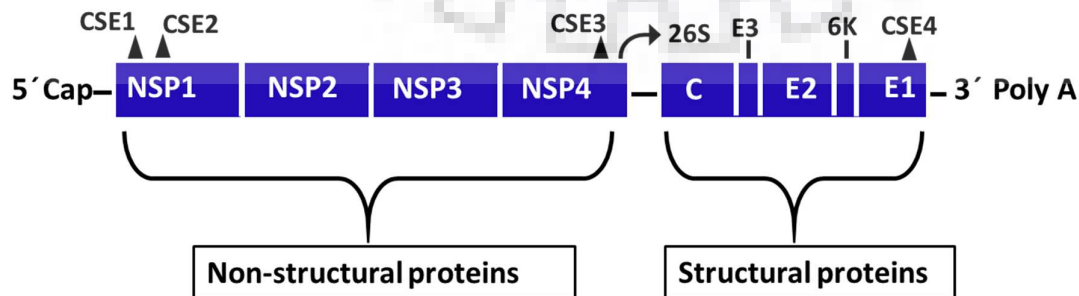 CSE1 CSE2 CSE3 26S E3 6K CSE4
5´ Cap NSP1 NSP2 NSP3 NSP4 C E2 E1 3´ Poly A
Non-structural proteins Structural proteins